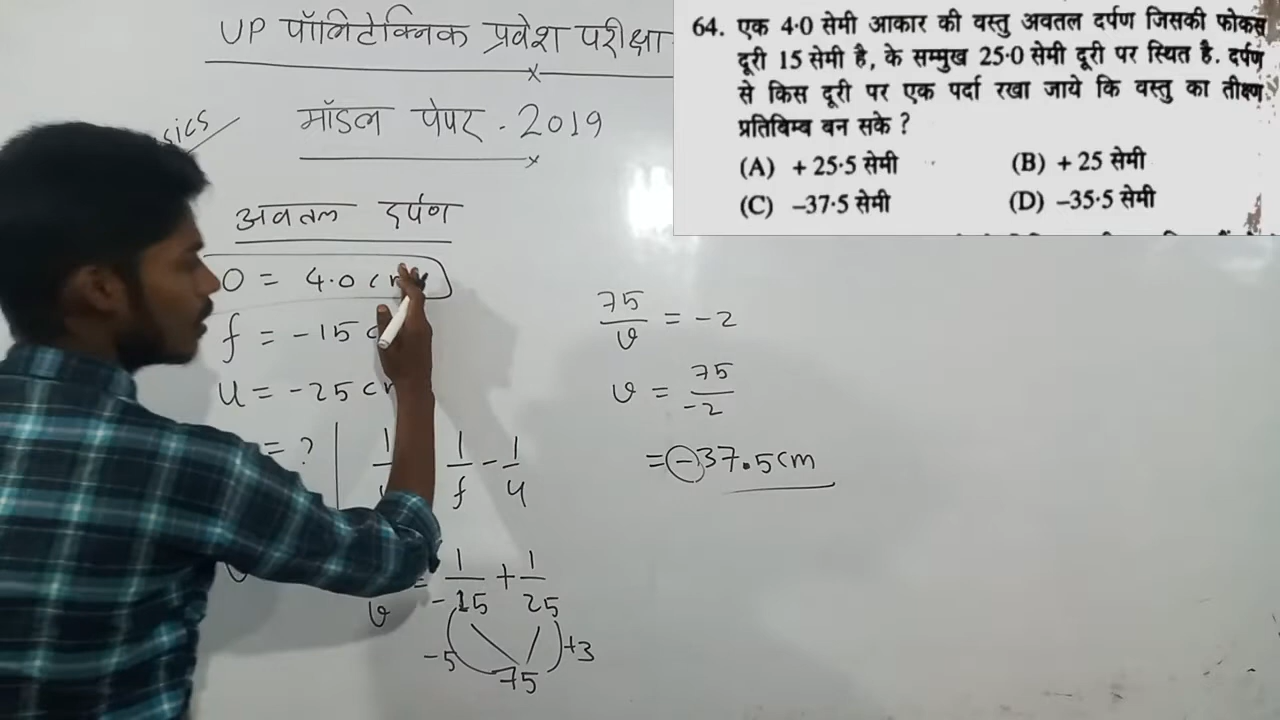 UP पॉलिटेक्निक प्रवेश परीक्षा
मॉडल पेपर - 2019
अवतल दर्पण
O = 4.0 cm
f = -15 c
u = -25 cm
= ?
1/f - 1/u
1/-15 + 1/25
-5 75 +3
75/v = -2
v = 75/-2
= -37.5cm
64. एक 4·0 सेमी आकार की वस्तु अवतल दर्पण जिसकी फोकस
दूरी 15 सेमी है, के सम्मुख 25·0 सेमी दूरी पर स्थित है. दर्पण
से किस दूरी पर एक पर्दा रखा जाये कि वस्तु का तीक्ष्ण
प्रतिबिम्ब बन सके ?
(A) + 25·5 सेमी (B) + 25 सेमी
(C) –37·5 सेमी (D) –35·5 सेमी